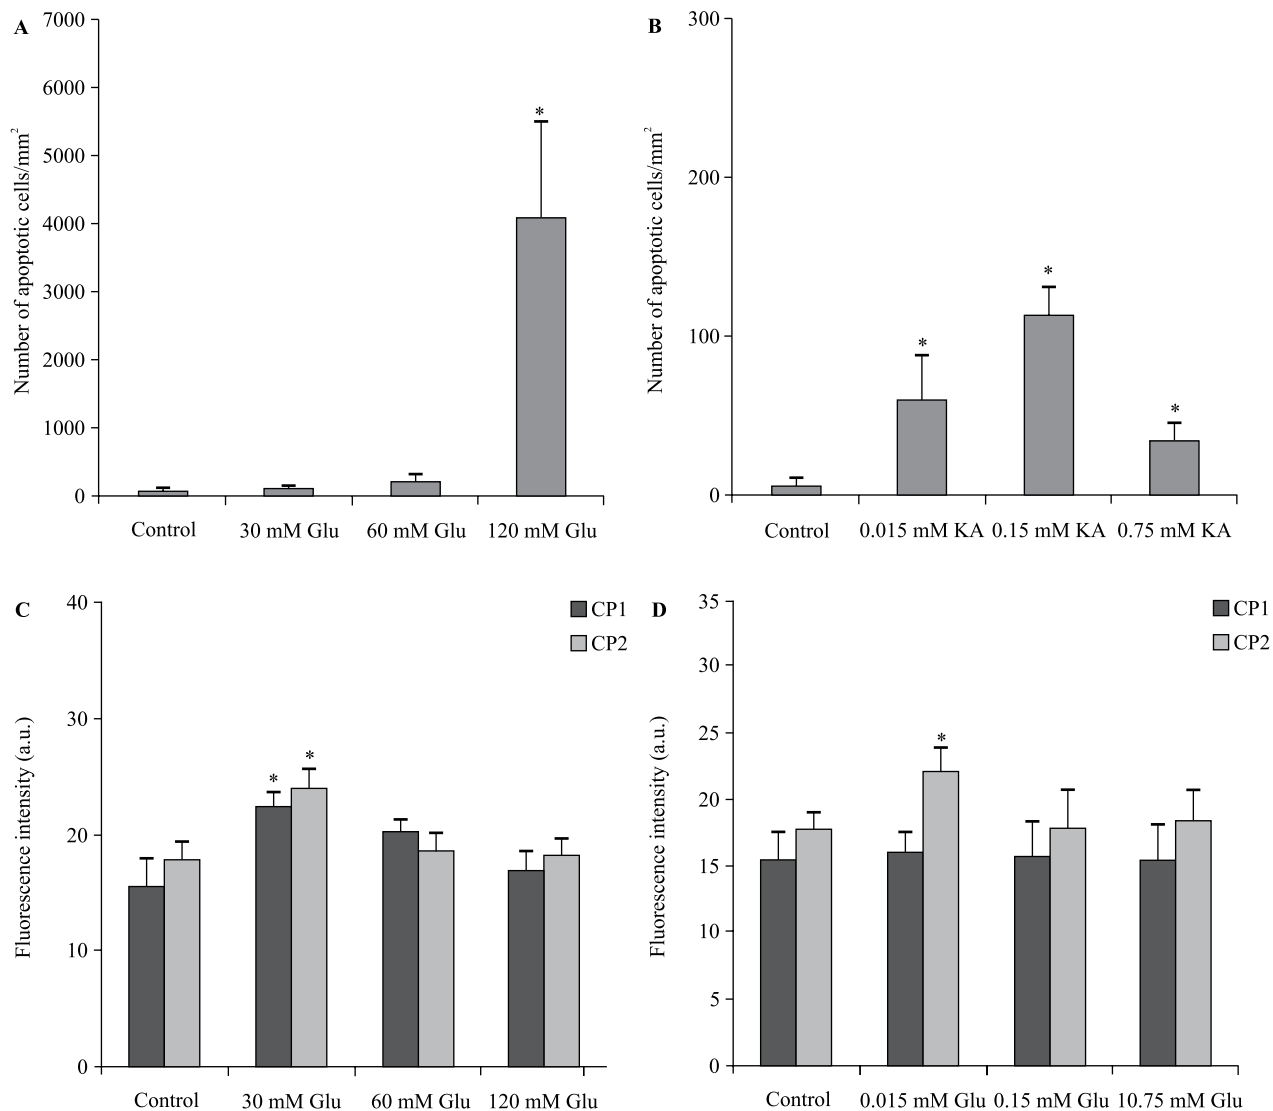 A
7000
6000
5000
4000
3000
2000
1000
0
Number of apoptotic cells/mm²
*
Control
30 mM Glu
60 mM Glu
120 mM Glu
B
300
200
100
0
Number of apoptotic cells/mm²
*
*
*
Control
0.015 mM KA
0.15 mM KA
0.75 mM KA
C
40
30
20
10
0
Fluorescence intensity (a.u.)
CP1
CP2
*
*
Control
30 mM Glu
60 mM Glu
120 mM Glu
D
35
30
25
20
15
10
5
0
Fluorescence intensity (a.u.)
CP1
CP2
*
Control
0.015 mM Glu
0.15 mM Glu
10.75 mM Glu